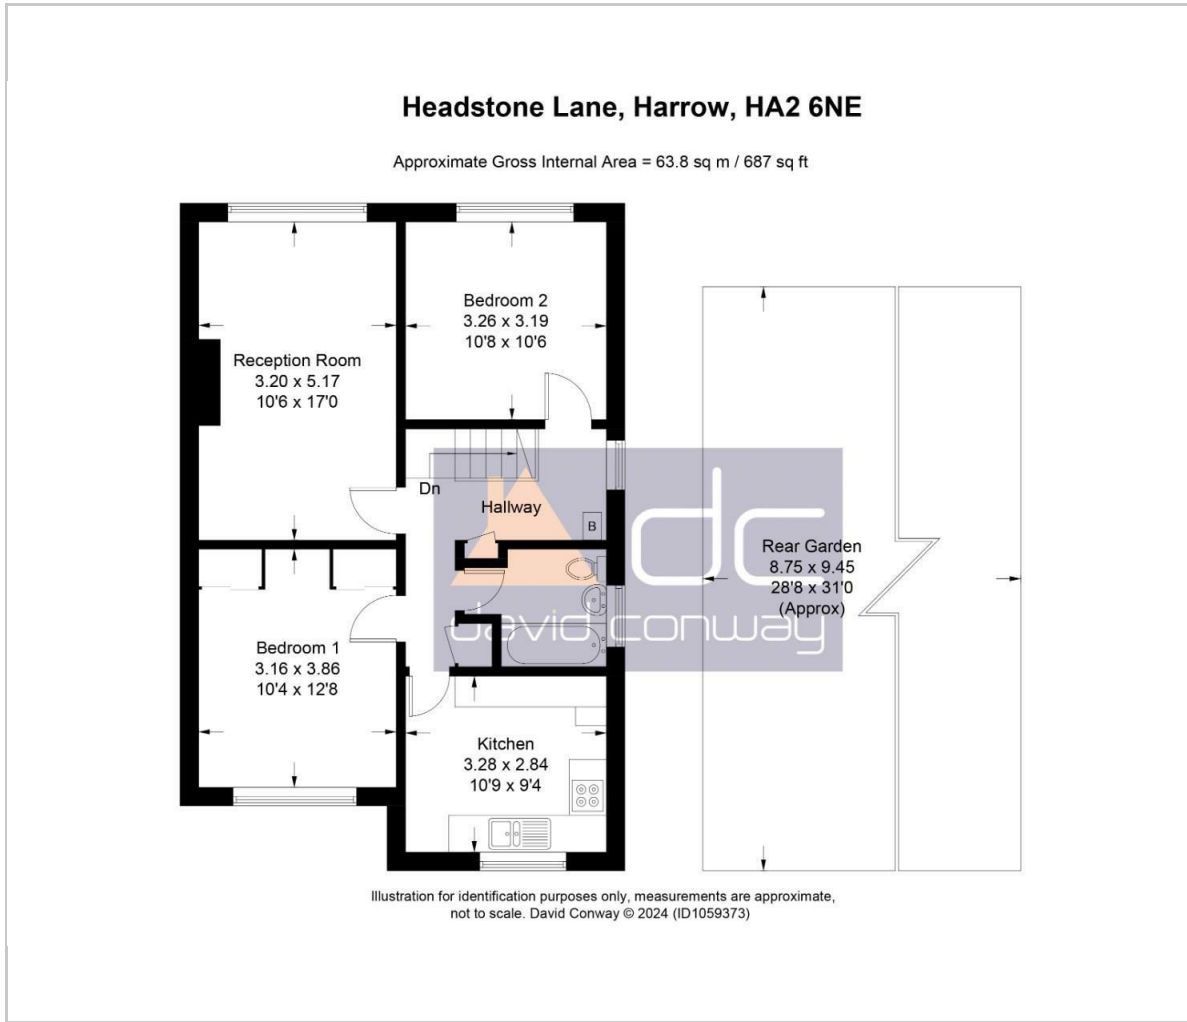 Headstone Lane, Harrow, HA2 6NE
Approximate Gross Internal Area = 63.8 sq m / 687 sq ft
Reception Room
3.20 x 5.17
10'6 x 17'0
Bedroom 2
3.26 x 3.19
10'8 x 10'6
Dn
Hallway
B
dc
david conway
Rear Garden
8.75 x 9.45
28'8 x 31'0
(Approx)
Bedroom 1
3.16 x 3.86
10'4 x 12'8
Kitchen
3.28 x 2.84
10'9 x 9'4
Illustration for identification purposes only, measurements are approximate,
not to scale. David Conway © 2024 (ID1059373)